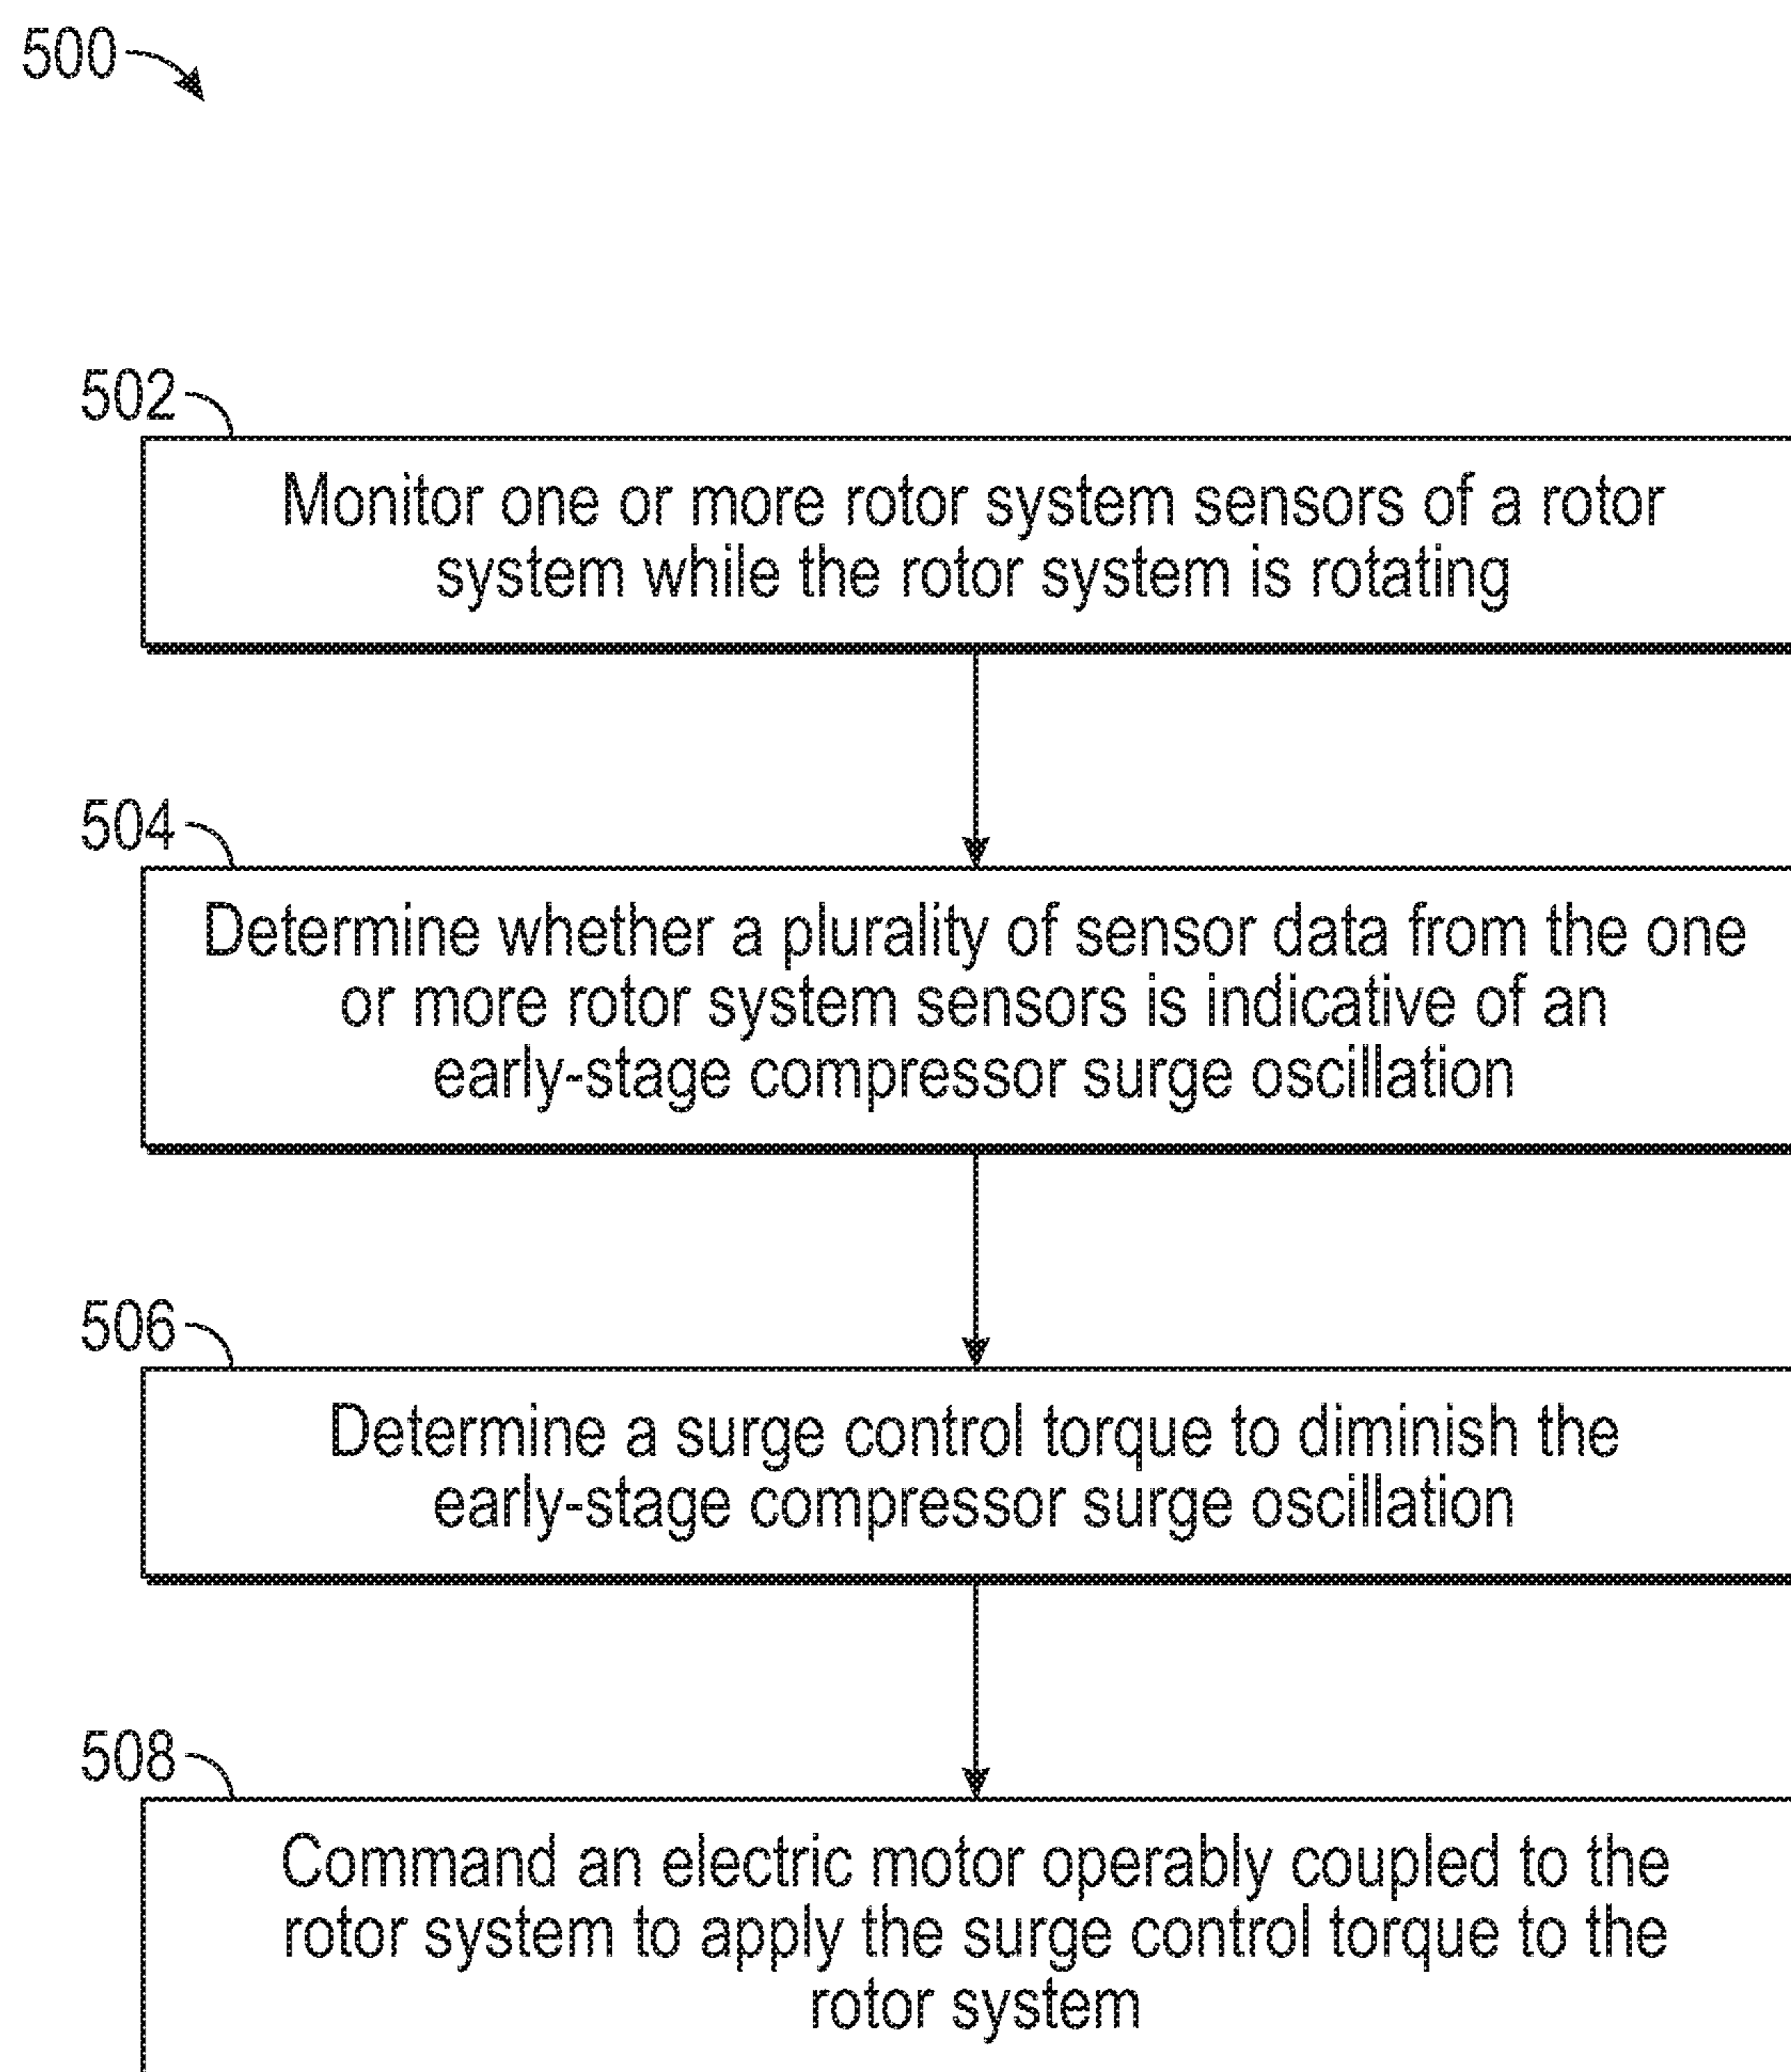 500
502
Monitor one or more rotor system sensors of a rotor
system while the rotor system is rotating
504
Determine whether a plurality of sensor data from the one
or more rotor system sensors is indicative of an
early-stage compressor surge oscillation
506
Determine a surge control torque to diminish the
early-stage compressor surge oscillation
508
Command an electric motor operably coupled to the
rotor system to apply the surge control torque to the
rotor system